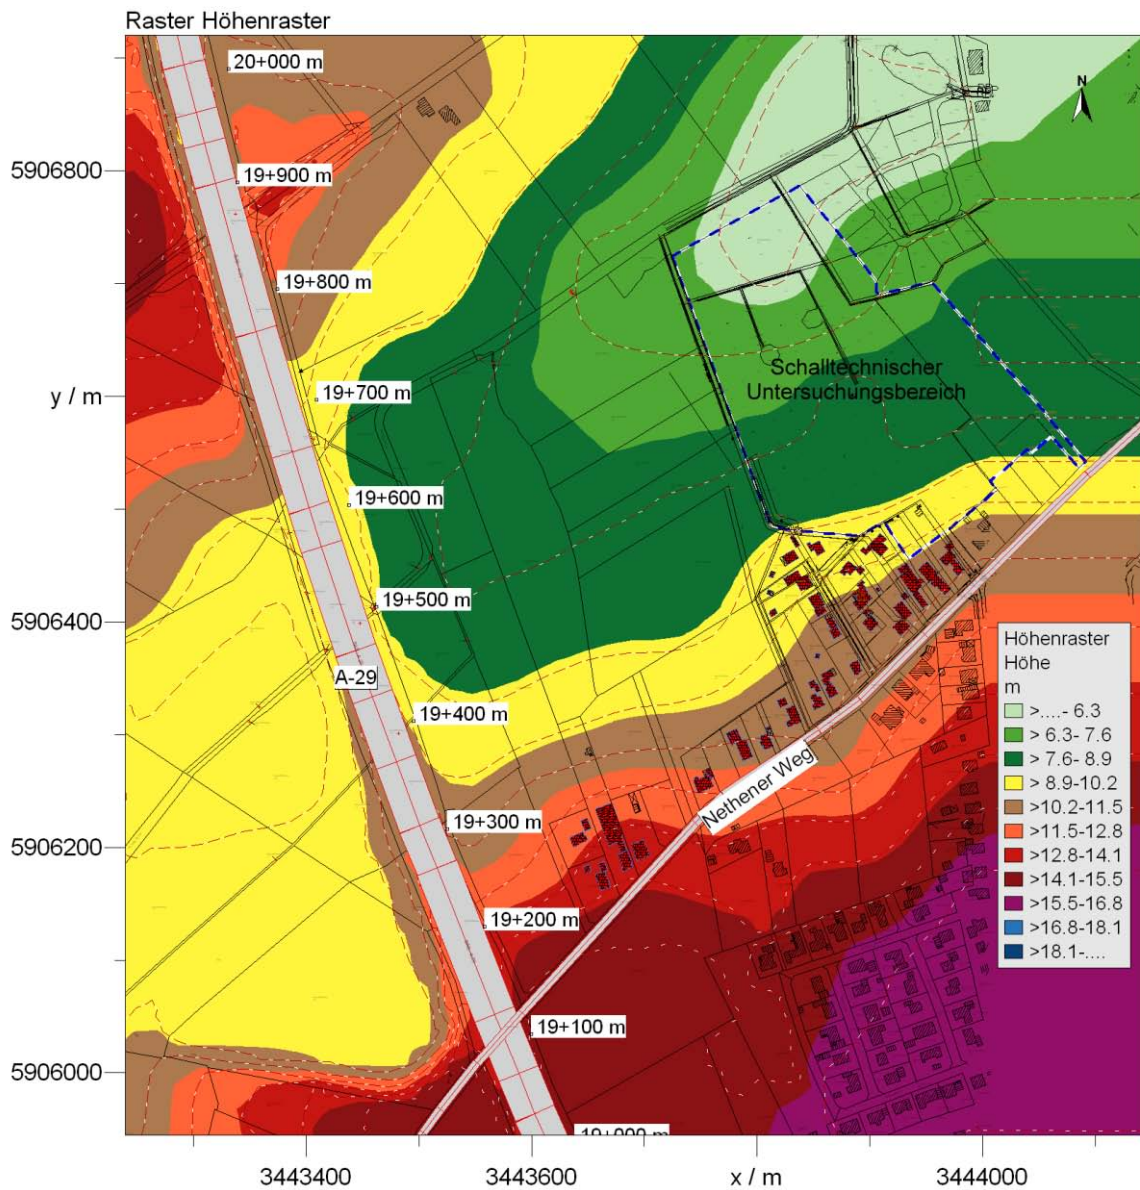 Raster Höhenraster
20+000 m
N
5906800
19+900 m
19+800 m
y / m
19+700 m
Schalltechnischer
Untersuchungsbereich
19+600 m
5906400
19+500 m
A-29
19+400 m
Nethener Weg
19+300 m
5906200
19+200 m
19+100 m
5906000
19+000 m
Höhenraster
Höhe
m
>....- 6.3
> 6.3- 7.6
> 7.6- 8.9
> 8.9-10.2
>10.2-11.5
>11.5-12.8
>12.8-14.1
>14.1-15.5
>15.5-16.8
>16.8-18.1
>18.1-....
3443400
3443600
x / m
3444000